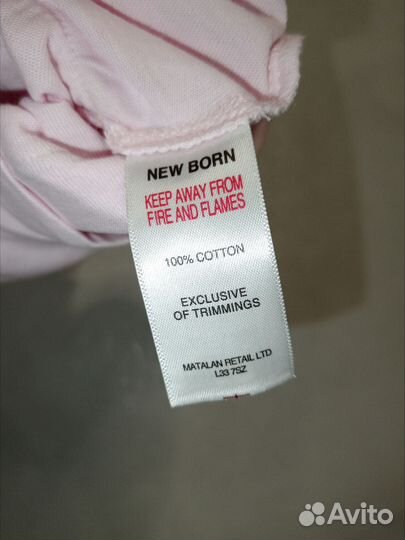 NEW BORN
KEEP AWAY FROM
FIRE AND FLAMES
100% COTTON
EXCLUSIVE
OF TRIMMINGS
MATALAN RETAIL LTD
L33 7SZ
Avito